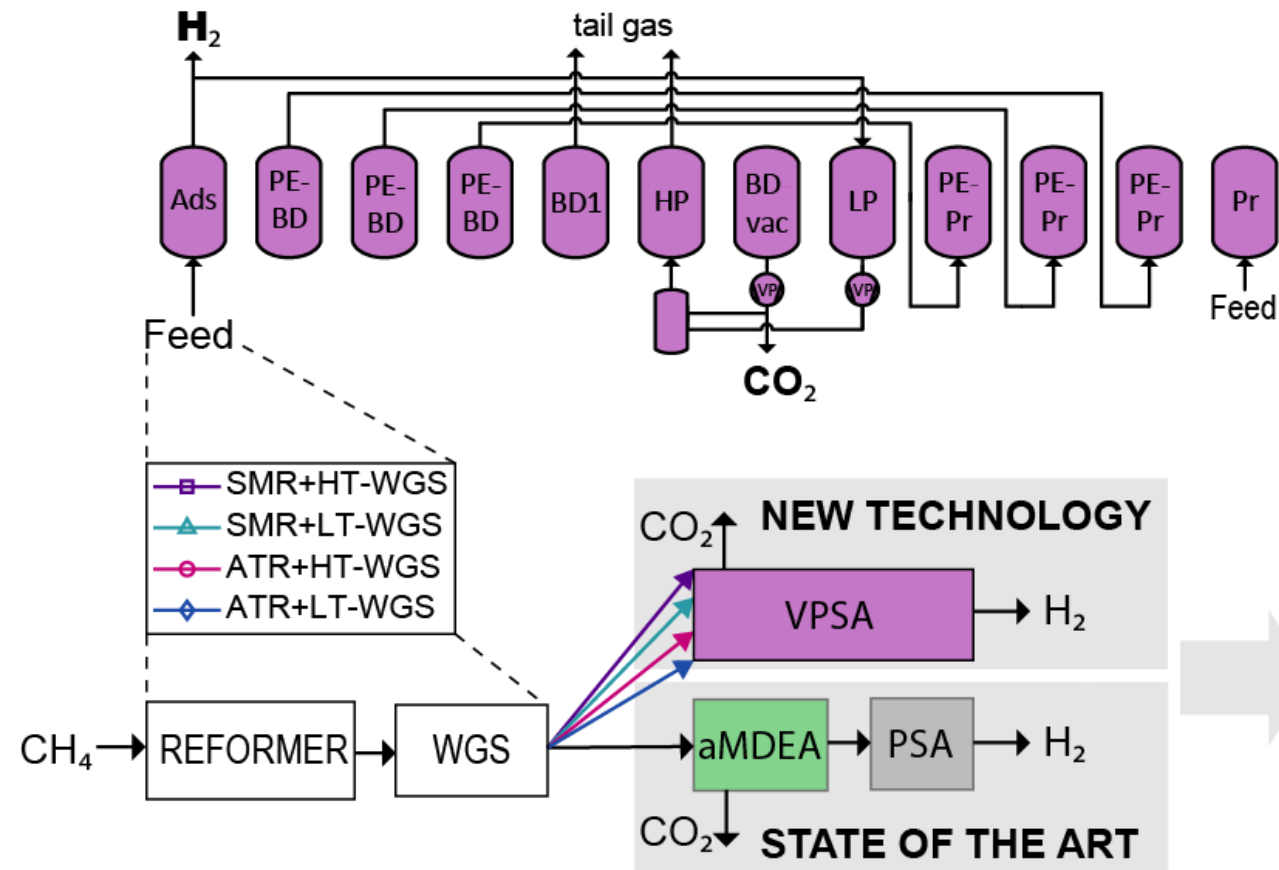 H₂
tail gas
Ads
PE-
BD
PE-
BD
PE-
BD
BD1
HP
BD-
vac
LP
PE-
Pr
PE-
Pr
PE-
Pr
Pr
VP
VP
Feed
Feed
CO₂
SMR+HT-WGS
SMR+LT-WGS
ATR+HT-WGS
ATR+LT-WGS
CO₂
NEW TECHNOLOGY
VPSA
H₂
CH₄
REFORMER
WGS
aMDEA
PSA
H₂
CO₂
STATE OF THE ART